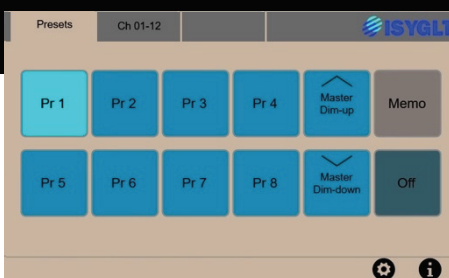 Presets
Ch 01-12
ISYGLT
Pr 1
Pr 2
Pr 3
Pr 4
Master
Dim-up
Memo
Pr 5
Pr 6
Pr 7
Pr 8
Master
Dim-down
Off
i